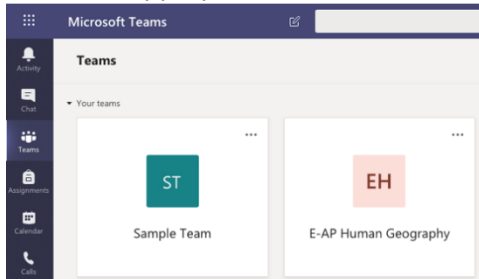 Microsoft Teams
Activity
Teams
Chat
Your teams
Teams
ST
EH
Assignments
Sample Team
E-AP Human Geography
Calendar
Calls